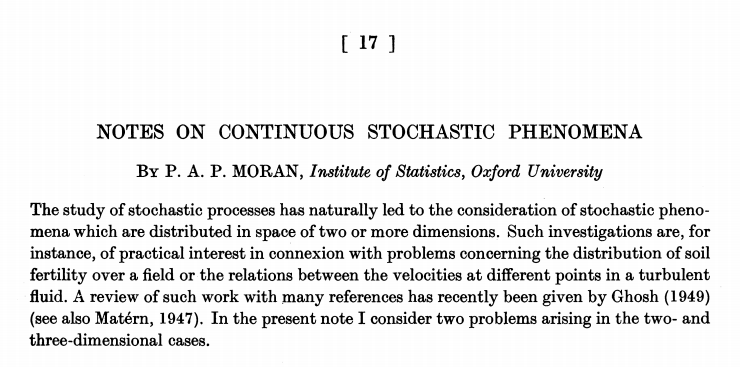 [ 17 ]
NOTES ON CONTINUOUS STOCHASTIC PHENOMENA
By P. A. P. MORAN, Institute of Statistics, Oxford University
The study of stochastic processes has naturally led to the consideration of stochastic pheno-
mena which are distributed in space of two or more dimensions. Such investigations are, for
instance, of practical interest in connexion with problems concerning the distribution of soil
fertility over a field or the relations between the velocities at different points in a turbulent
fluid. A review of such work with many references has recently been given by Ghosh (1949)
(see also Matérn, 1947). In the present note I consider two problems arising in the two- and
three-dimensional cases.